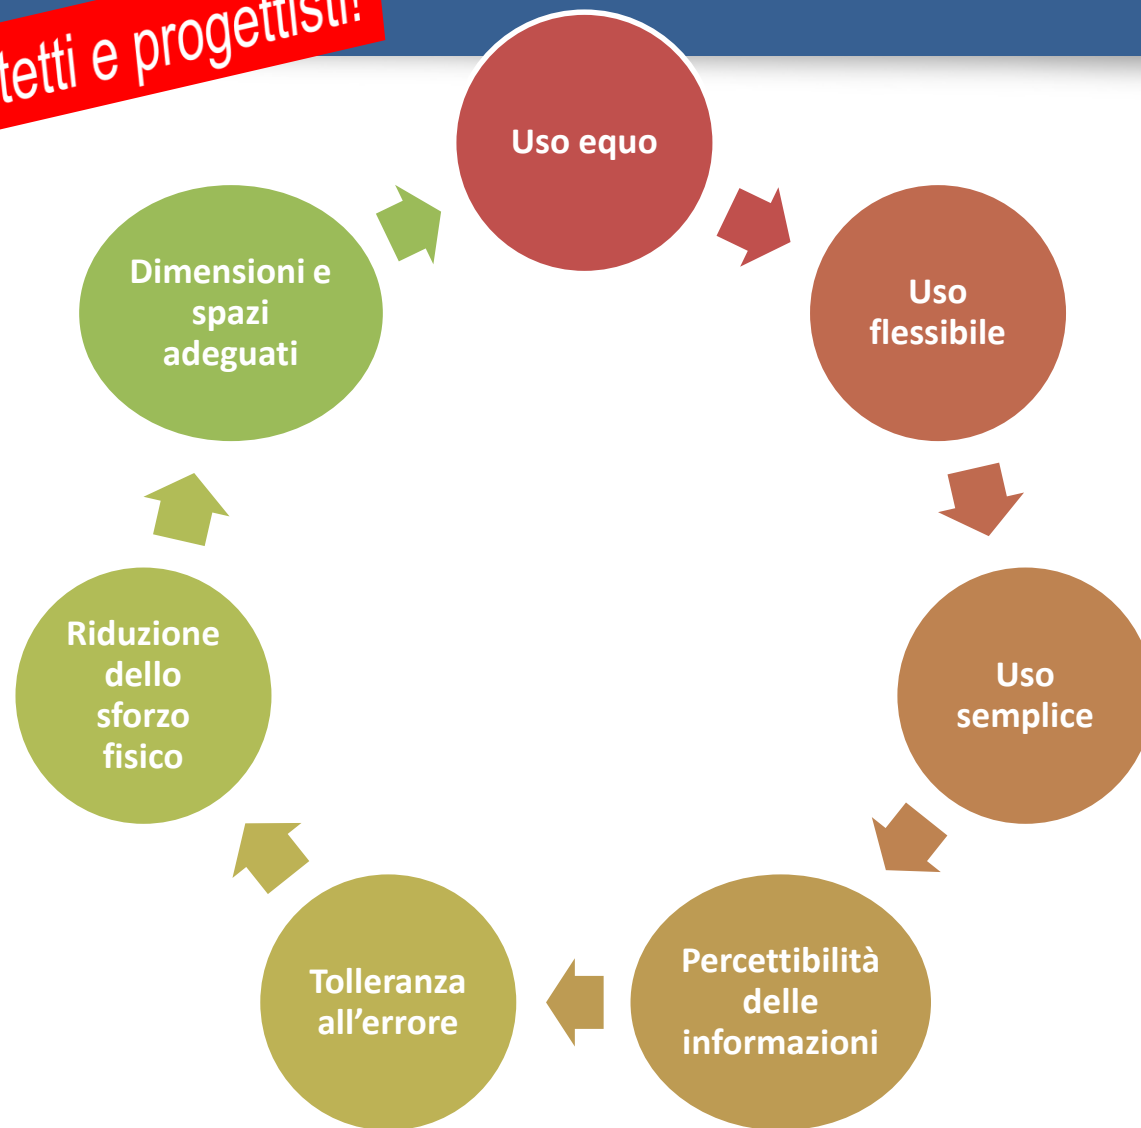 e progettisti!
Uso equo
Uso
flessibile
Uso
semplice
Percettibilità
delle
informazioni
Tolleranza
all’errore
Riduzione
dello
sforzo
fisico
Dimensioni e
spazi
adeguati